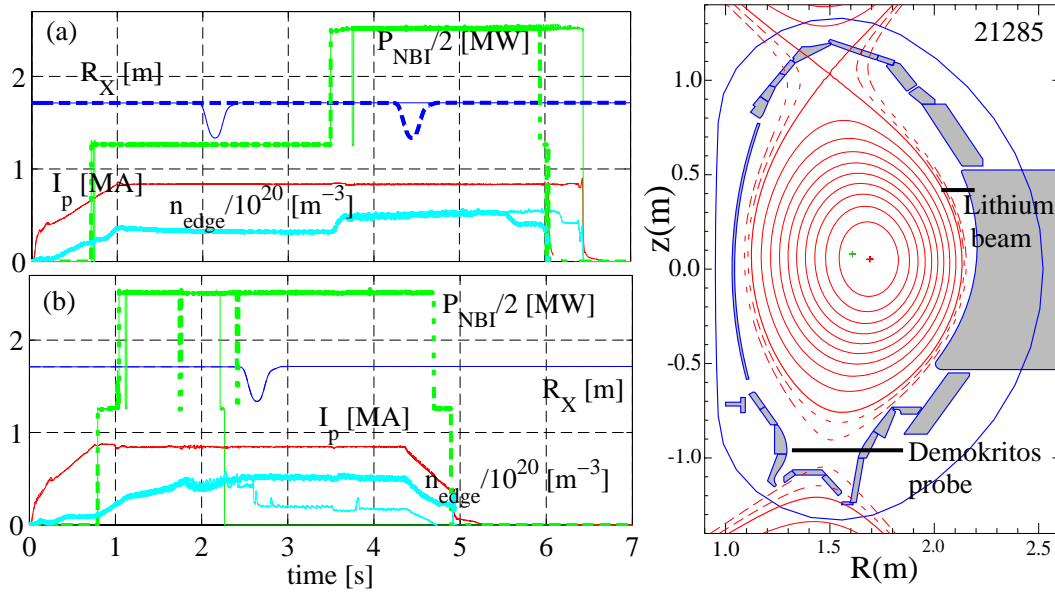 (a)
P_NBI/2 [MW]
R_X [m]
I_p [MA]
n_edge/10^20 [m^-3]
2
1
0
(b)
P_NBI/2 [MW]
R_X [m]
I_p [MA]
n_edge/10^20 [m^-3]
2
1
0
0 1 2 3 4 5 6 7
time [s]
21285
1.0
0.5
0.0
-0.5
-1.0
z(m)
Lithium
beam
Demokritos
probe
1.0 1.5 2.0 2.5
R(m)